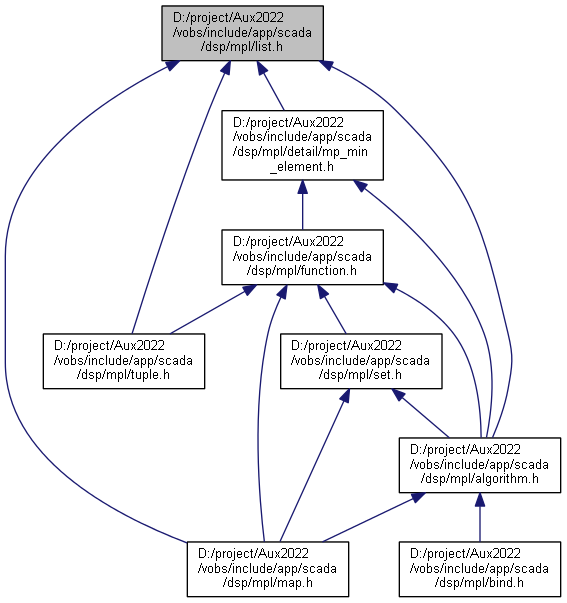 D:/project/Aux2022
/vobs/include/app/scada
/dsp/mpl/list.h
D:/project/Aux2022
/vobs/include/app/scada
/dsp/mpl/detail/mp_min
_element.h
D:/project/Aux2022
/vobs/include/app/scada
/dsp/mpl/function.h
D:/project/Aux2022
/vobs/include/app/scada
/dsp/mpl/tuple.h
D:/project/Aux2022
/vobs/include/app/scada
/dsp/mpl/set.h
D:/project/Aux2022
/vobs/include/app/scada
/dsp/mpl/algorithm.h
D:/project/Aux2022
/vobs/include/app/scada
/dsp/mpl/map.h
D:/project/Aux2022
/vobs/include/app/scada
/dsp/mpl/bind.h